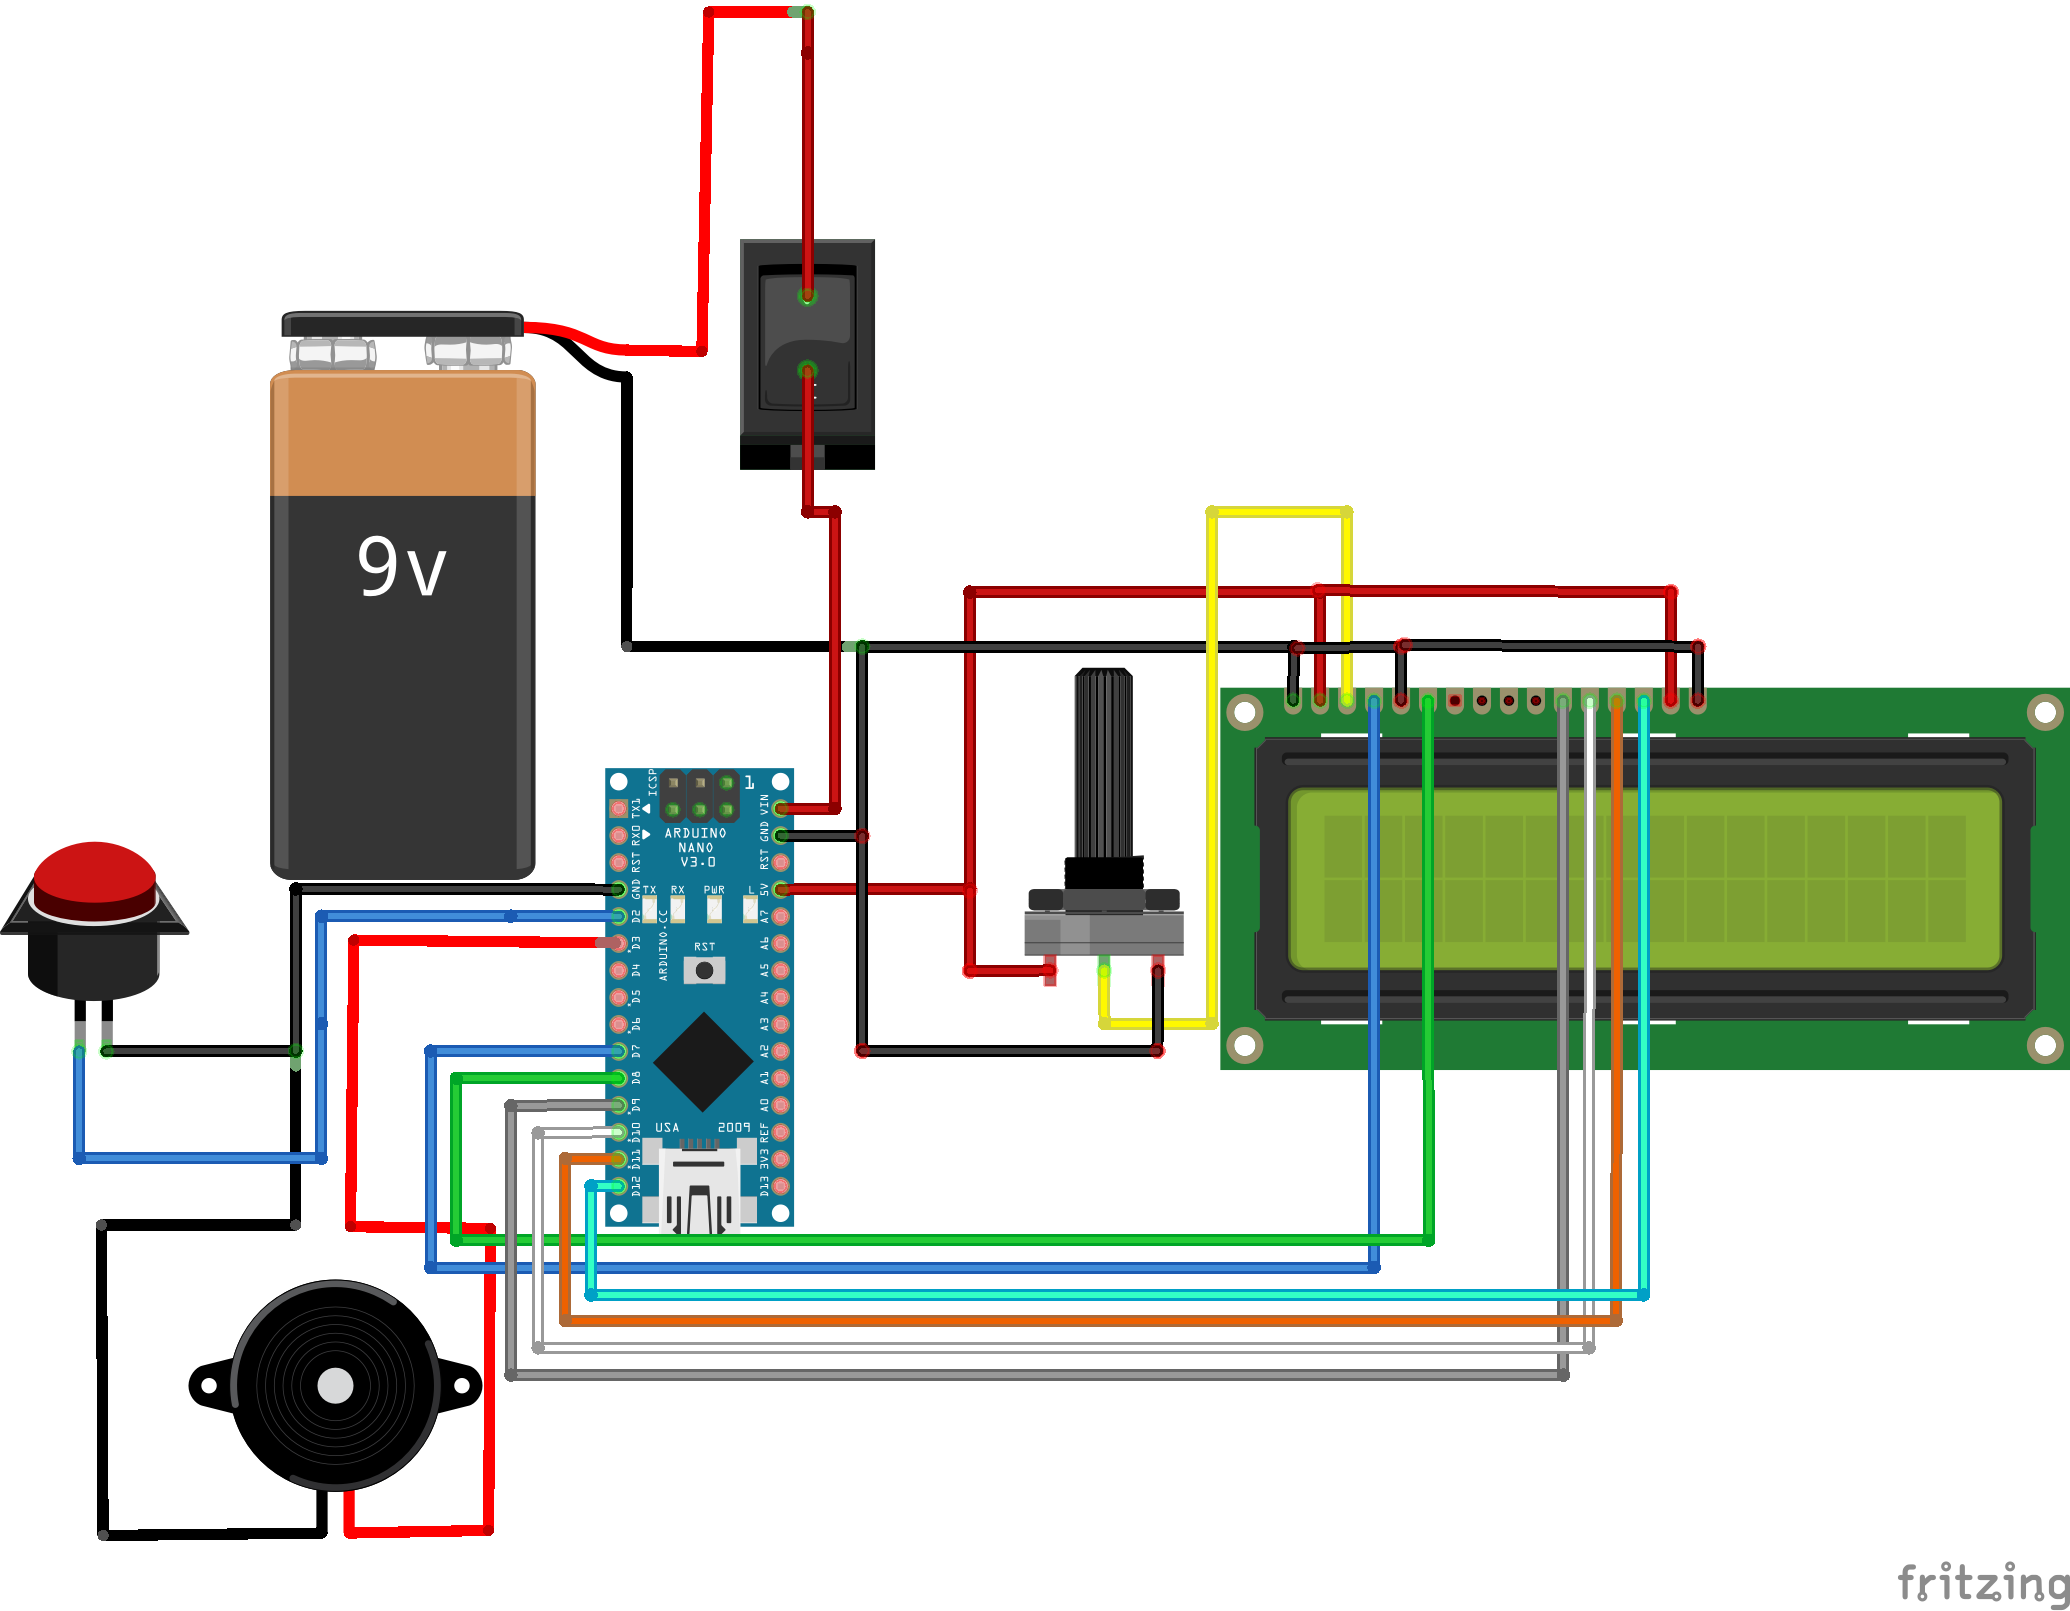 9v
ICSP
1
TX1
RX0
RST
GND
D2
D3
D4
D5
D6
D7
D8
D9
D10
D11
D12
VIN
GND
RST
5V
A7
A6
A5
A4
A3
A2
A1
A0
REF
3V3
D13
ARDUINO
NANO
V3.0
TX RX PWR L
ARDUINO.CC
RST
USA 2009
fritzing